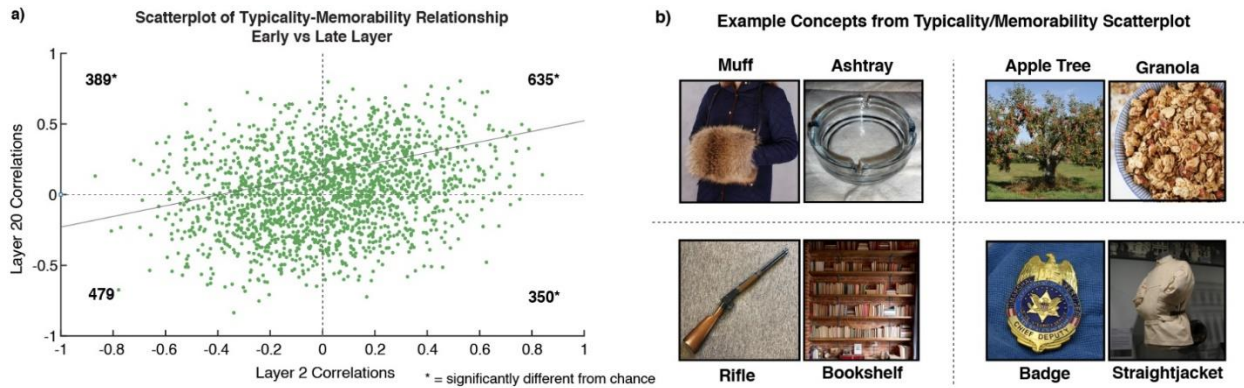 a)
Scatterplot of Typicality-Memorability Relationship
Early vs Late Layer
389*
635*
479
350*
1
0.5
0
-0.5
-1
Layer 20 Correlations
-1 -0.8 -0.6 -0.4 -0.2 0 0.2 0.4 0.6 0.8 1
Layer 2 Correlations
* = significantly different from chance
b)
Example Concepts from Typicality/Memorability Scatterplot
Muff Ashtray Apple Tree Granola
CHIEF DEPUTY
Rifle Bookshelf Badge Straightjacket